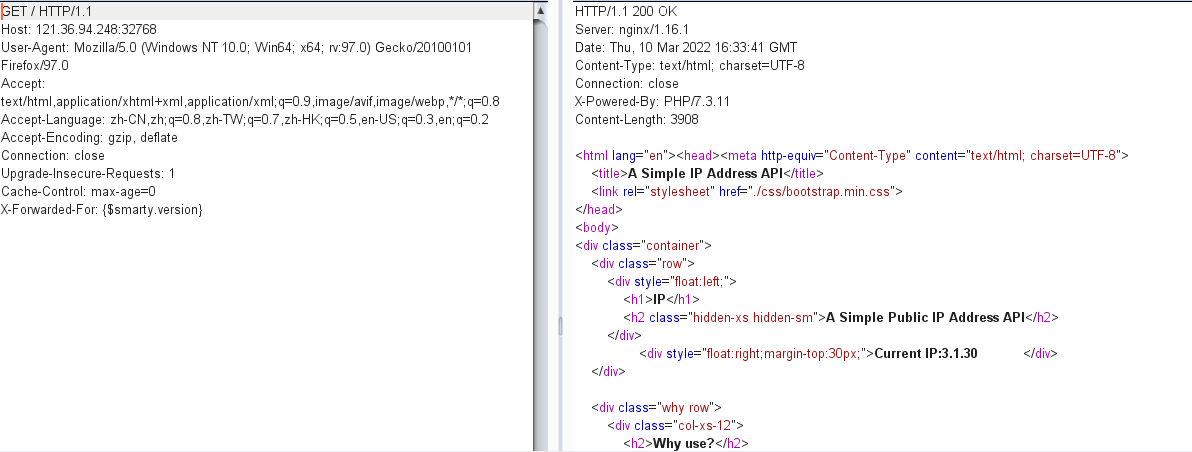 GET / HTTP/1.1
Host: 121.36.94.248:32768
User-Agent: Mozilla/5.0 (Windows NT 10.0; Win64; x64; rv:97.0) Gecko/20100101
Firefox/97.0
Accept:
text/html,application/xhtml+xml,application/xml;q=0.9,image/avif,image/webp,*/*;q=0.8
Accept-Language: zh-CN,zh;q=0.8,zh-TW;q=0.7,zh-HK;q=0.5,en-US;q=0.3,en;q=0.2
Accept-Encoding: gzip, deflate
Connection: close
Upgrade-Insecure-Requests: 1
Cache-Control: max-age=0
X-Forwarded-For: {$smarty.version}
HTTP/1.1 200 OK
Server: nginx/1.16.1
Date: Thu, 10 Mar 2022 16:33:41 GMT
Content-Type: text/html; charset=UTF-8
Connection: close
X-Powered-By: PHP/7.3.11
Content-Length: 3908
<html lang="en"><head><meta http-equiv="Content-Type" content="text/html; charset=UTF-8">
<title>A Simple IP Address API</title>
<link rel="stylesheet" href="./css/bootstrap.min.css">
</head>
<body>
<div class="container">
<div class="row">
<div style="float:left;">
<h1>IP</h1>
<h2 class="hidden-xs hidden-sm">A Simple Public IP Address API</h2>
</div>
<div style="float:right;margin-top:30px;">Current IP:3.1.30 </div>
</div>
<div class="why row">
<div class="col-xs-12">
<h2>Why use?</h2>